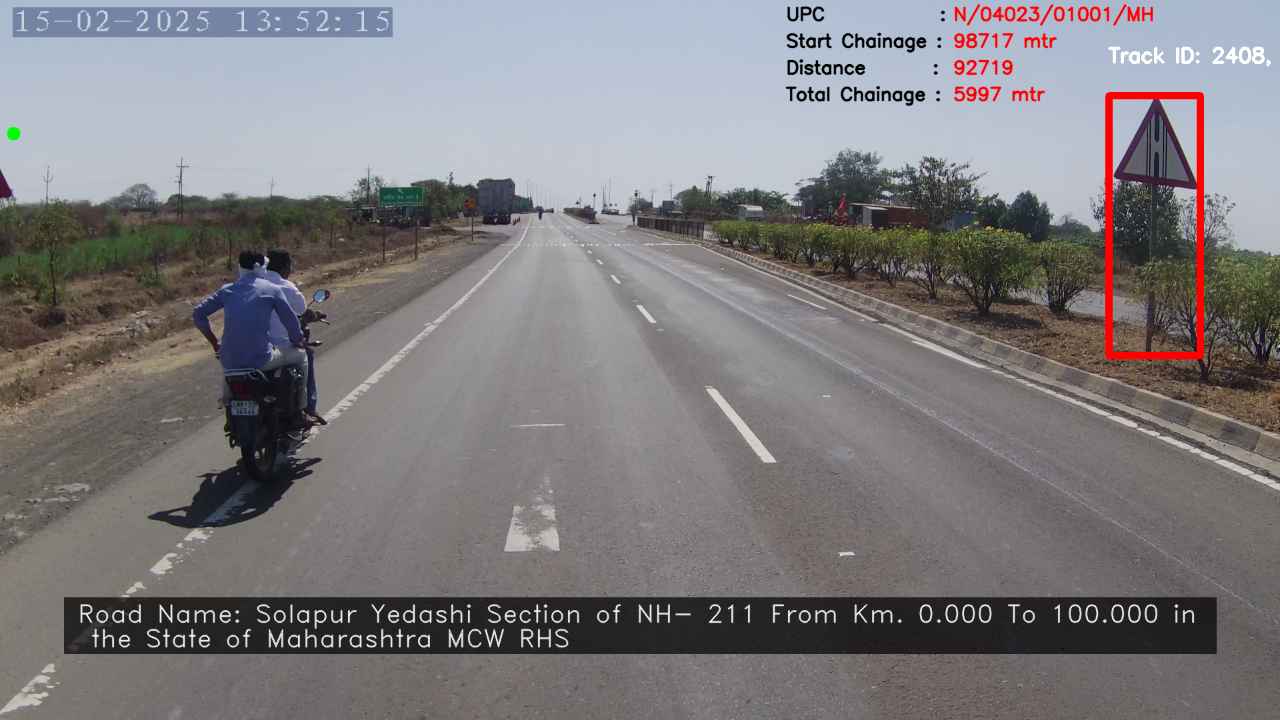 15-02-2025 13:52:15
UPC : N/04023/01001/MH
Start Chainage : 98717 mtr
Track ID: 2408,
Distance : 92719
Total Chainage : 5997 mtr
Road Name: Solapur Yedashi Section of NH- 211 From Km. 0.000 To 100.000 in
the State of Maharashtra MCW RHS